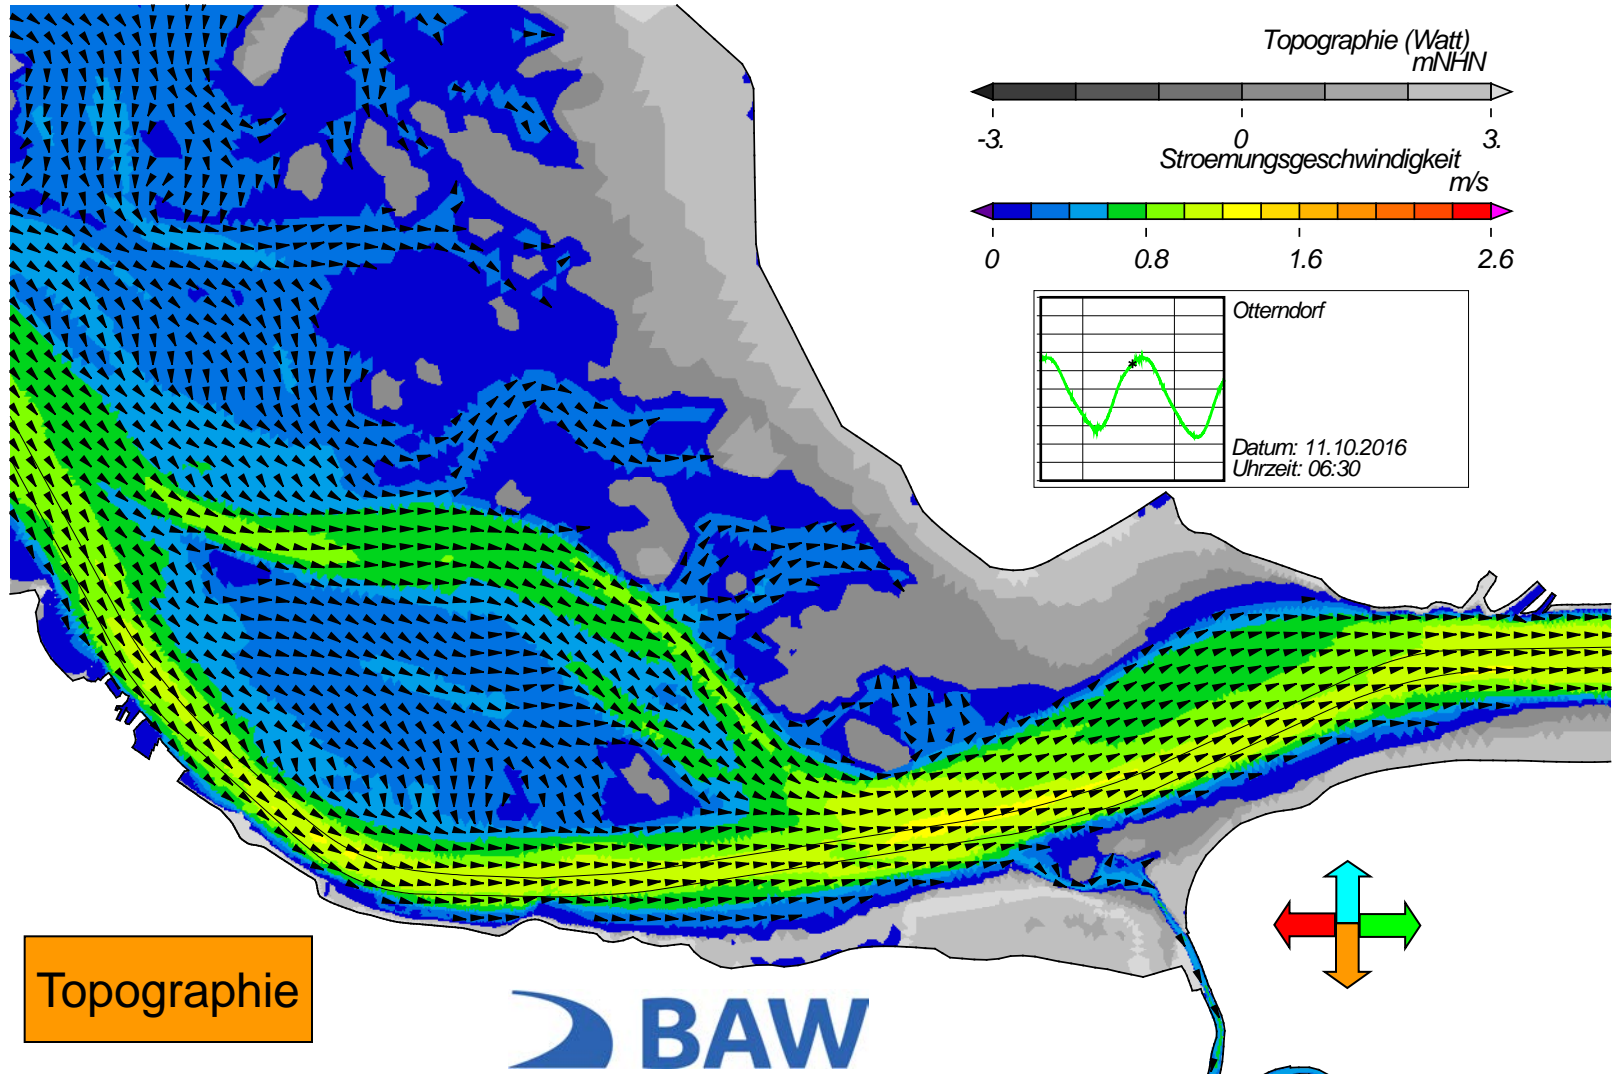 Topographie (Watt)
mNHN
-3. 0 3.
Stroemungsgeschwindigkeit
m/s
0 0.8 1.6 2.6
Otterndorf
Datum: 11.10.2016
Uhrzeit: 06:30
Topographie
BAW